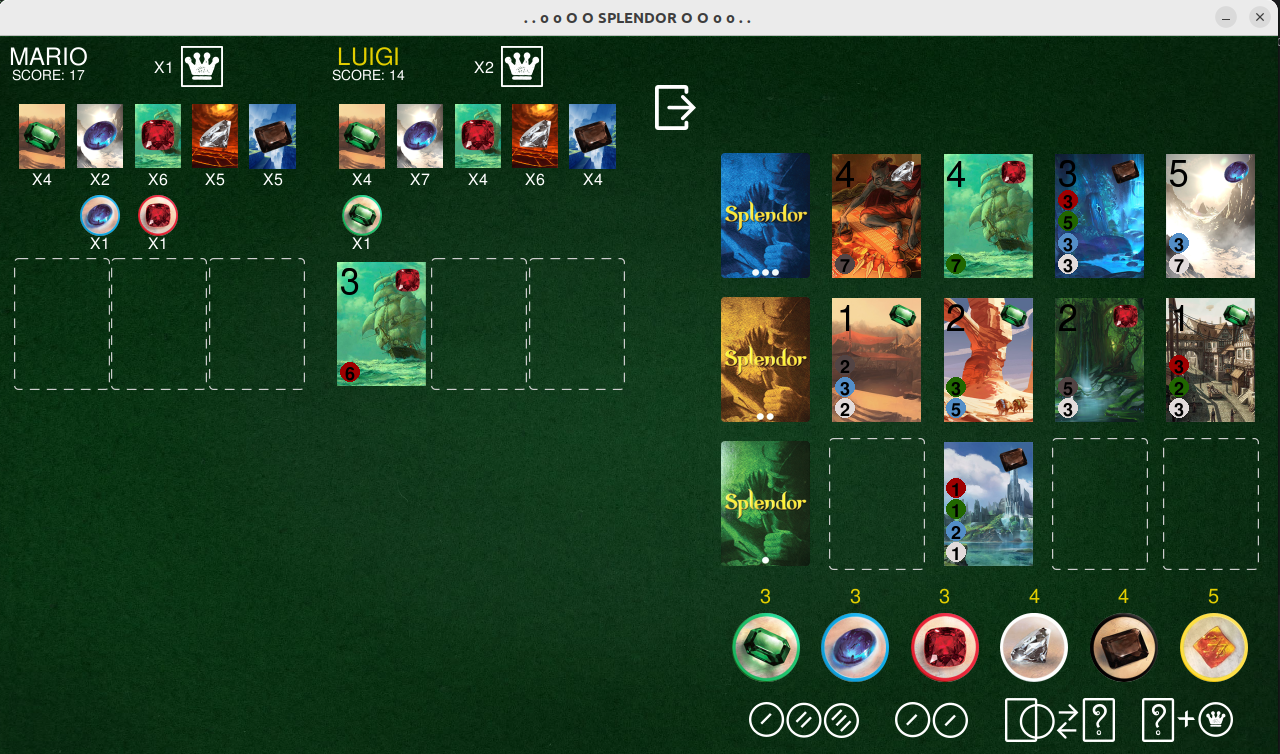 . . o o O O SPLENDOR O O o o . .
MARIO
SCORE: 17
X1
LUIGI
SCORE: 14
X2
X4 X2 X6 X5 X5
X4 X7 X4 X6 X4
X1 X1
X1
3
6
Splendor
4
7
4
7
3
3
5
3
3
5
3
7
Splendor
1
2
3
2
2
3
5
2
5
3
1
3
2
3
Splendor
1
1
2
1
3 3 3 4 4 5
? ? +